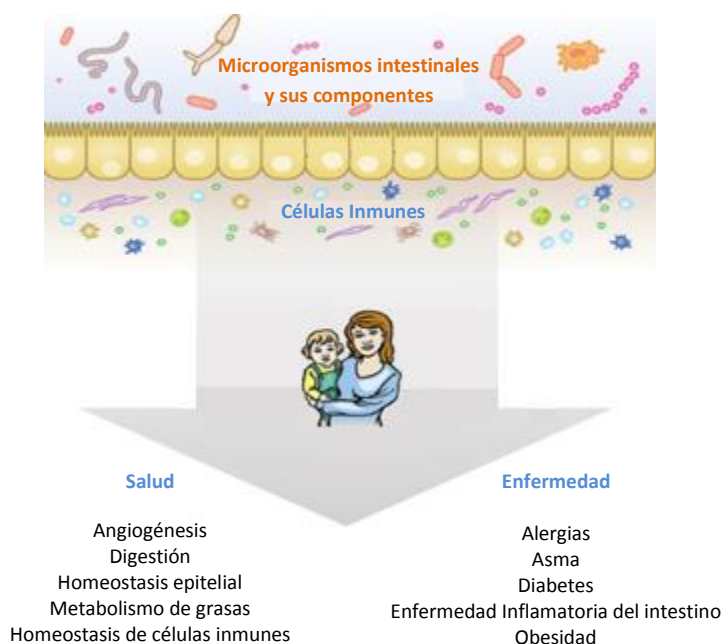 Microorganismos intestinales
y sus componentes
Células Inmunes
Salud
Angiogénesis
Digestión
Homeostasis epitelial
Metabolismo de grasas
Homeostasis de células inmunes
Enfermedad
Alergias
Asma
Diabetes
Enfermedad Inflamatoria del intestino
Obesidad